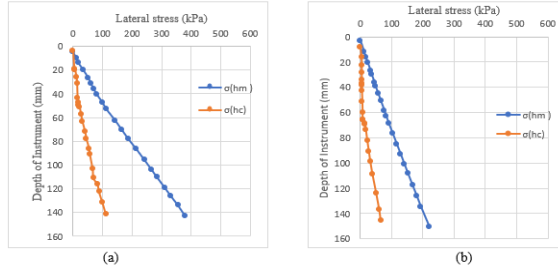 Lateral stress (kPa)
0 100 200 300 400 500 600
0
20
40
60
80
100
120
140
160
Depth of Instrument (mm)
σ(hm )
σ(hc)
(a)
Lateral stress (kPa)
0 100 200 300 400 500 600
0
20
40
60
80
100
120
140
160
Depth of Instrument (mm)
σ(hm )
σ(hc)
(b)